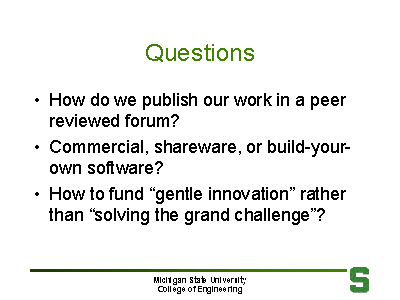 Questions
• How do we publish our work in a peer
reviewed forum?
• Commercial, shareware, or build-your-
own software?
• How to fund “gentle innovation” rather
than “solving the grand challenge”?
Michigan State University
College of Engineering
S